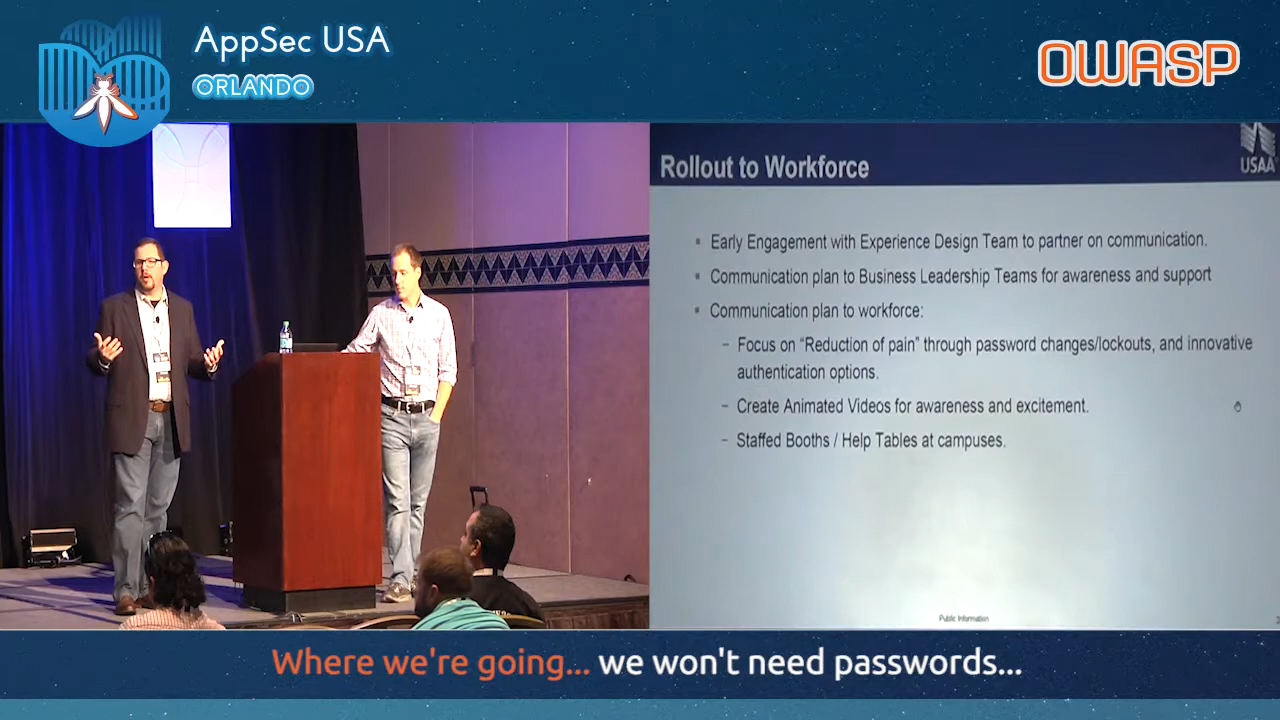 AppSec USA
ORLANDO
OWASP
Rollout to Workforce
USAA
Early Engagement with Experience Design Team to partner on communication.
Communication plan to Business Leadership Teams for awareness and support
Communication plan to workforce:
– Focus on “Reduction of pain” through password changes/lockouts, and innovative
authentication options.
– Create Animated Videos for awareness and excitement.
– Staffed Booths / Help Tables at campuses.
Public Information
Where we're going... we won't need passwords...